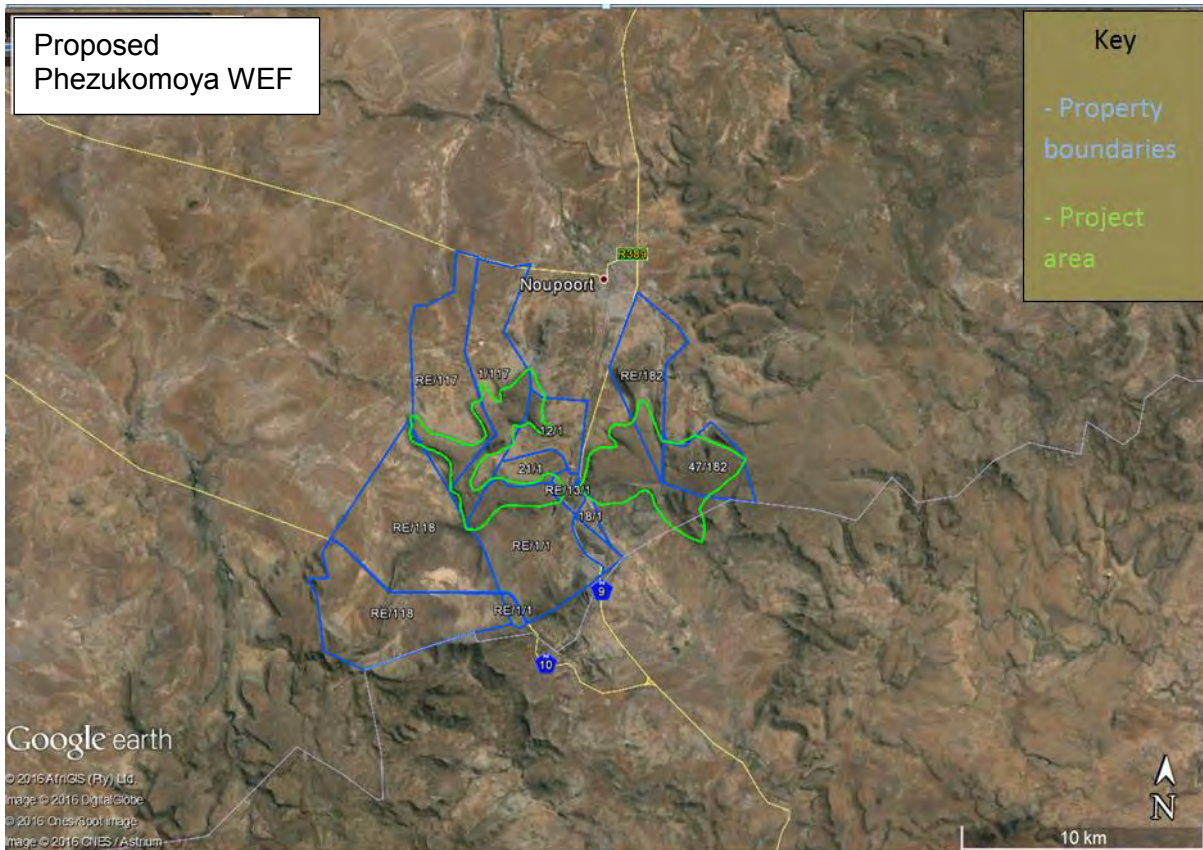 Proposed
Phezukomoya WEF
Key
- Property
boundaries
- Project
area
R389
Noupoort
RE/117
1/117
RE/182
12/1
21/1
47/182
RE/13/1
18/1
RE/118
RE/1/1
RE/118
RE/1/1
N
9
N
10
Google earth
© 2016 AfriGIS (Pty) Ltd.
Image © 2016 DigitalGlobe
© 2016 Cnes/Spot Image
Image © 2016 CNES / Astrium
N
10 km